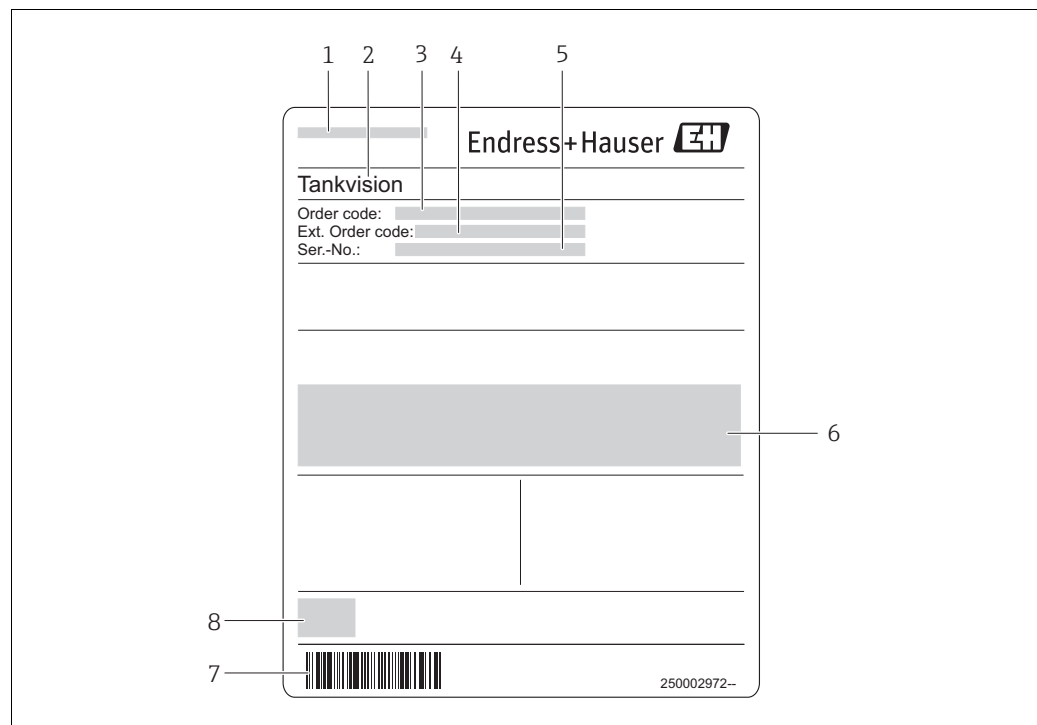 1 2 3 4 5
Endress+Hauser EH
Tankvision
Order code:
Ext. Order code:
Ser.-No.:
6
8
7
250002972--